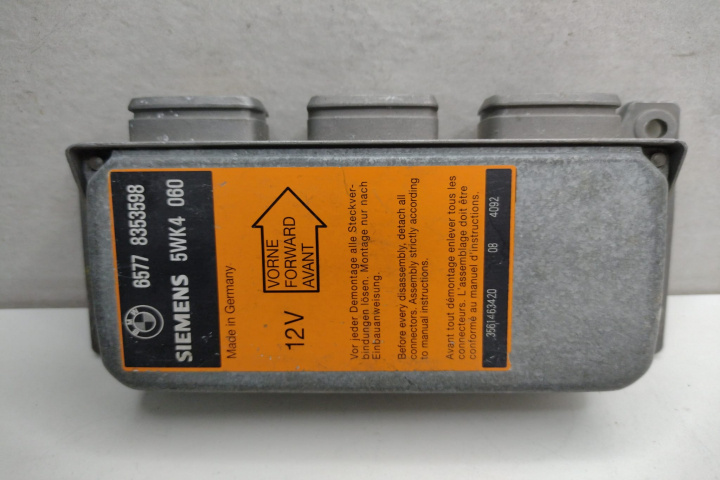 6577 8353598
SIEMENS 5WK4 060
Made in Germany
12V
VORNE
FORWARD
AVANT
Vor jeder Demontage alle Steckver-
bindungen lösen. Montage nur nach
Einbauanweisung.
Before every disassembly, detach all
connectors. Assembly strictly according
to manual instructions.
Avant tout démontage enlever tous les
connecteurs. L'assemblage doit être
conforme au manuel d'instructions.
3561463420 08 4092